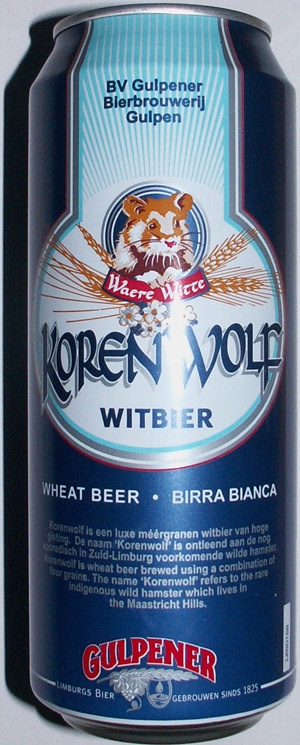 BV Gulpener
Bierbrouwerij
Gulpen
Waere Witte
KORENWOLF
WITBIER
WHEAT BEER • BIRRA BIANCA
Korenwolf is een luxe méérgranen witbier van hoge
gisting. De naam 'Korenwolf' is ontleend aan de nog
sporadisch in Zuid-Limburg voorkomende wilde hamster.
Korenwolf is wheat beer brewed using a combination of
four grains. The name 'Korenwolf' refers to the rare
indigenous wild hamster which lives in
the Maastricht Hills.
GULPENER
LIMBURGS BIER GEBROUWEN SINDS 1825